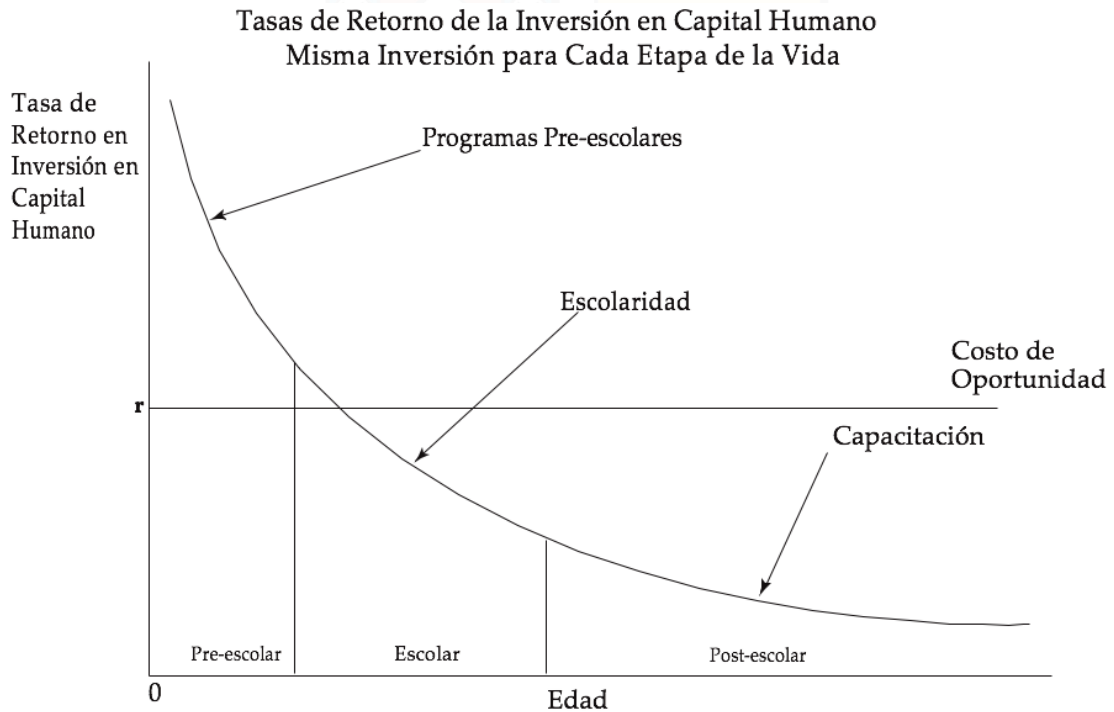 Tasas de Retorno de la Inversión en Capital Humano
Misma Inversión para Cada Etapa de la Vida
Tasa de
Retorno en
Inversión en
Capital
Humano
Programas Pre-escolares
Escolaridad
Costo de
Oportunidad
r
Capacitación
Pre-escolar
Escolar
Post-escolar
0
Edad